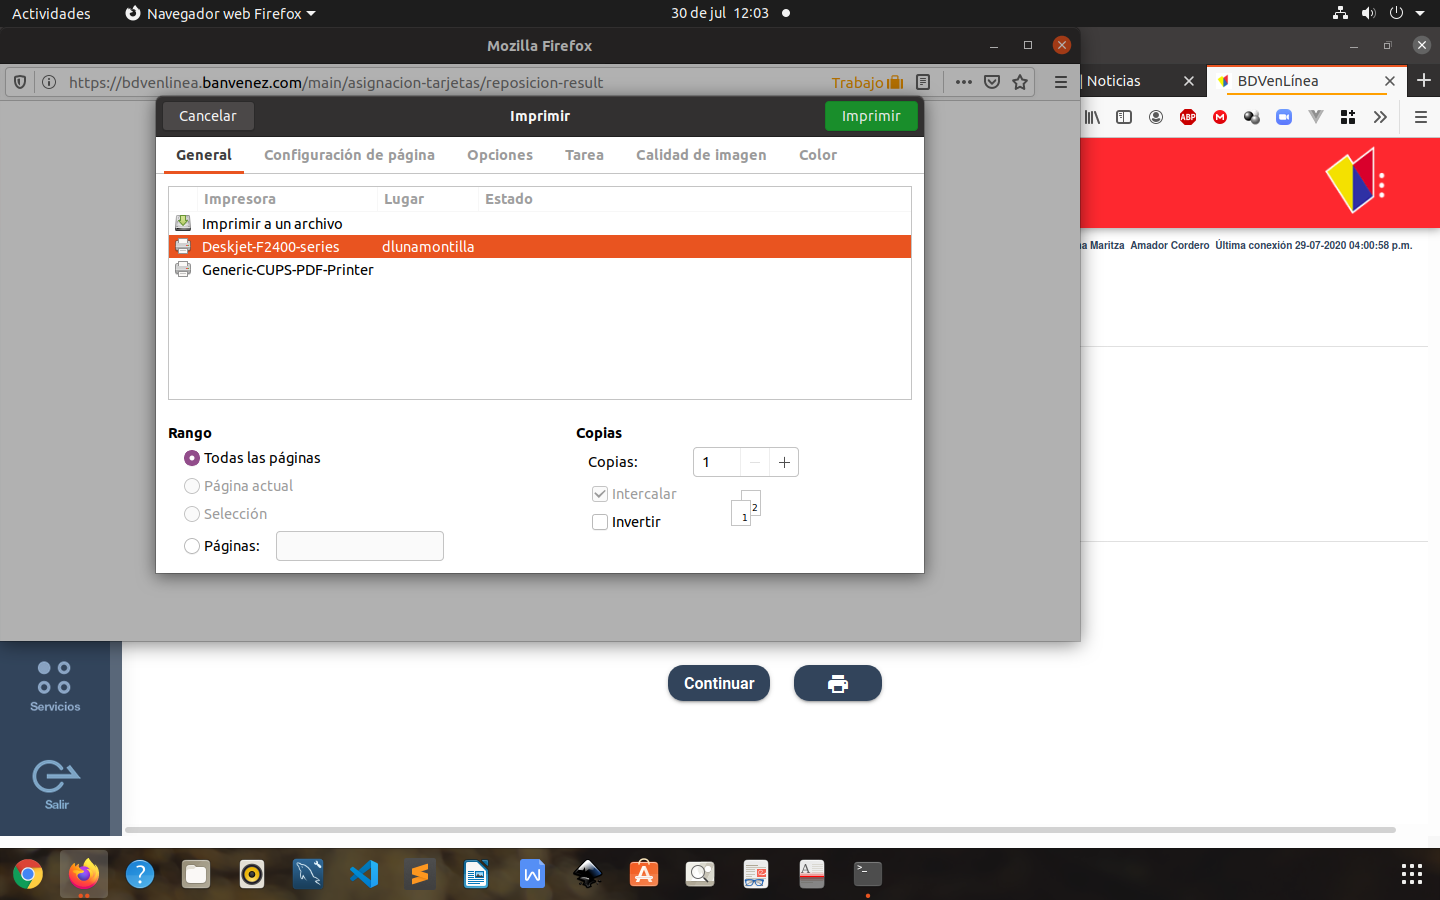 Actividades
Navegador web Firefox
30 de jul 12:03
Mozilla Firefox
https://bdvenlinea.banvenez.com/main/asignacion-tarjetas/reposicion-result
Trabajo
Noticias
BDVenLínea
ABP
M
Cancelar
Imprimir
Imprimir
General
Configuración de página
Opciones
Tarea
Calidad de imagen
Color
Impresora
Lugar
Estado
Imprimir a un archivo
Deskjet-F2400-series
dlunamontilla
Generic-CUPS-PDF-Printer
Maritza Amador Cordero Última conexión 29-07-2020 04:00:58 p.m.
Rango
Todas las páginas
Página actual
Selección
Páginas:
Copias
Copias:
1
Intercalar
Invertir
1
2
Continuar
Servicios
Salir